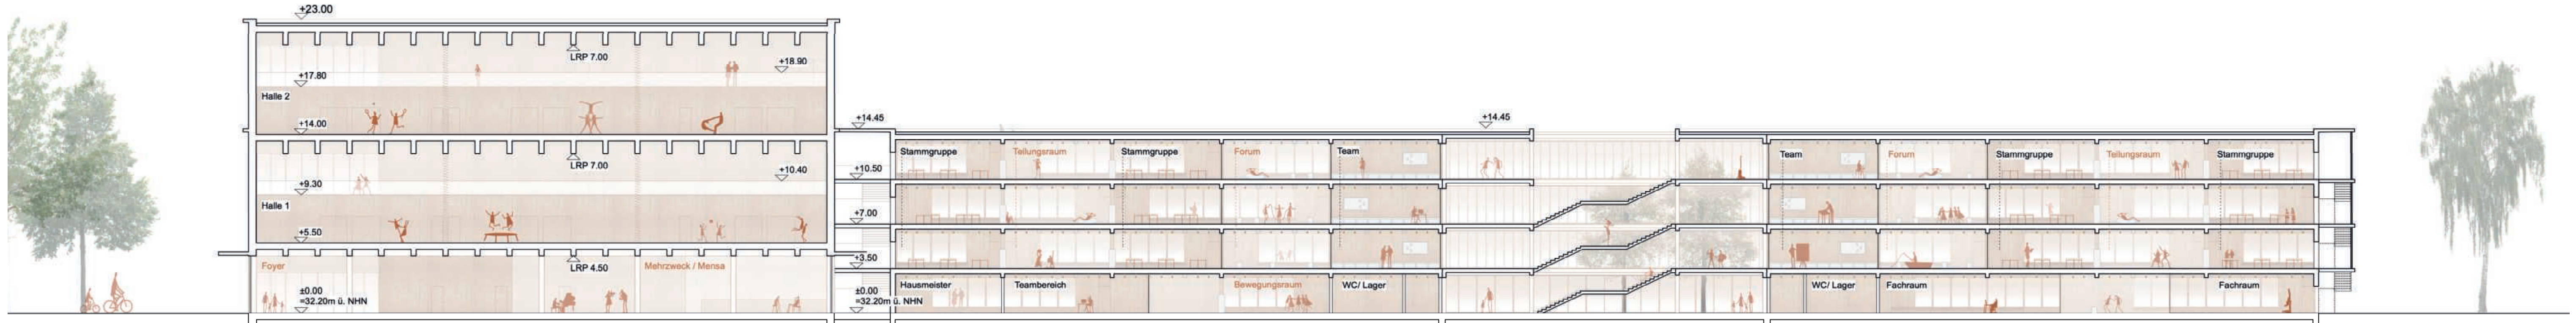 +23.00
LRP 7.00
+18.90
+17.80
Halle 2
+14.00
LRP 7.00
+10.40
+9.30
Halle 1
+5.50
Foyer
LRP 4.50
Mehrzweck / Mensa
±0.00
=32.20m ü. NHN
+14.45
+14.45
+10.50
+7.00
+3.50
±0.00
=32.20m ü. NHN
Stammgruppe
Teilungsraum
Stammgruppe
Forum
Team
Team
Forum
Stammgruppe
Teilungsraum
Stammgruppe
Hausmeister
Teambereich
Bewegungsraum
WC/ Lager
WC/ Lager
Fachraum
Fachraum